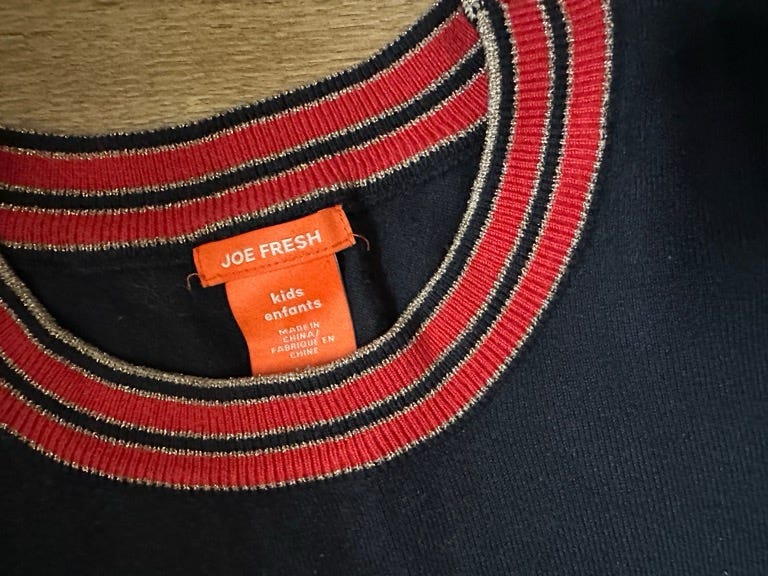 JOE FRESH
kids
enfants
MADE IN
CHINA/
FABRIQUÉ EN
CHINE